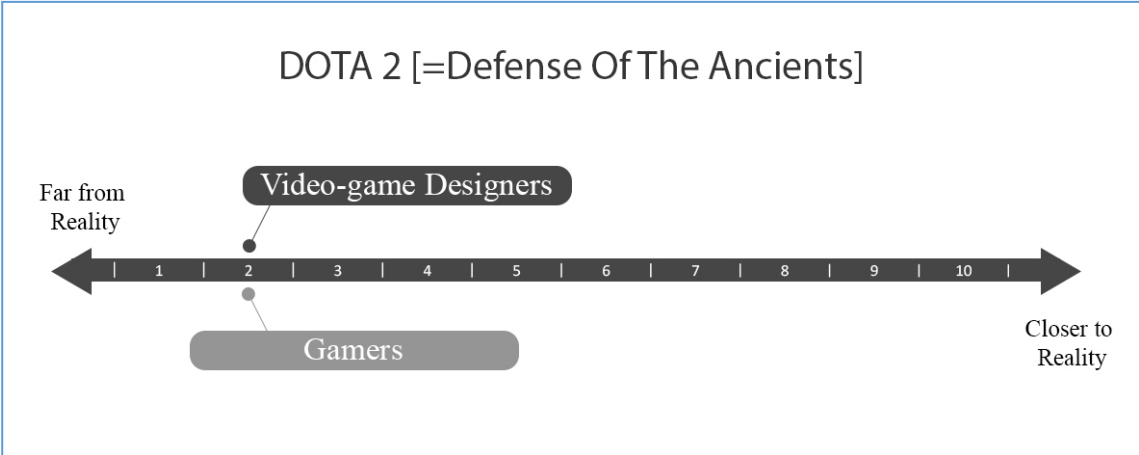 DOTA 2 [=Defense Of The Ancients]
Video-game Designers
Far from
Reality
| 1 | 2 | 3 | 4 | 5 | 6 | 7 | 8 | 9 | 10 |
Gamers
Closer to
Reality